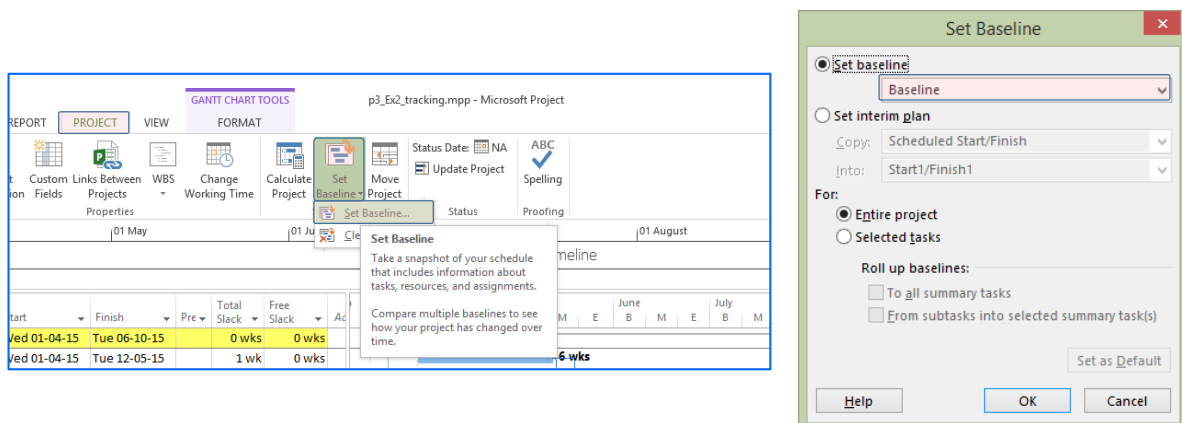 GANTT CHART TOOLS
p3_Ex2_tracking.mpp - Microsoft Project
REPORT PROJECT VIEW FORMAT
Custom Fields
Links Between Projects
WBS
Change Working Time
Calculate Project
Set Baseline
Move Project
Status Date: NA
Update Project
ABC
Spelling
Properties
Status
Proofing
Set Baseline...
Cle
01 May
01 Ju
01 August
meline
Set Baseline
Take a snapshot of your schedule
that includes information about
tasks, resources, and assignments.
Compare multiple baselines to see
how your project has changed over
time.
tart Finish Pre Total Slack Free Slack Ac
June July
M E B M E B M
Wed 01-04-15 Tue 06-10-15 0 wks 0 wks
Wed 01-04-15 Tue 12-05-15 1 wk 0 wks
6 wks
Set Baseline
Set baseline
Baseline
Set interim plan
Copy: Scheduled Start/Finish
Into: Start1/Finish1
For:
Entire project
Selected tasks
Roll up baselines:
To all summary tasks
From subtasks into selected summary task(s)
Set as Default
Help OK Cancel